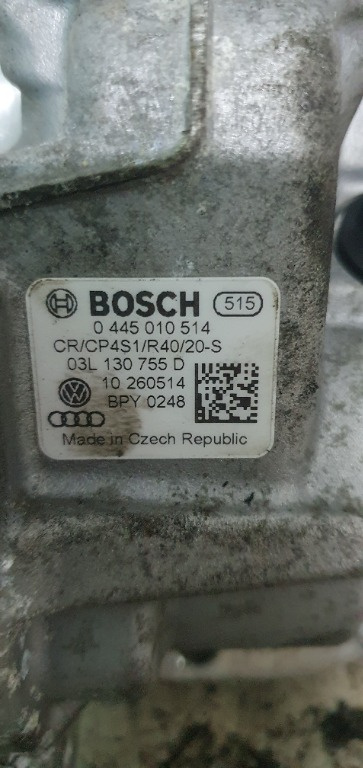 BOSCH 515
0 445 010 514
CR/CP4S1/R40/20-S
03L 130 755 D
10 260514
BPY 0248
Made in Czech Republic